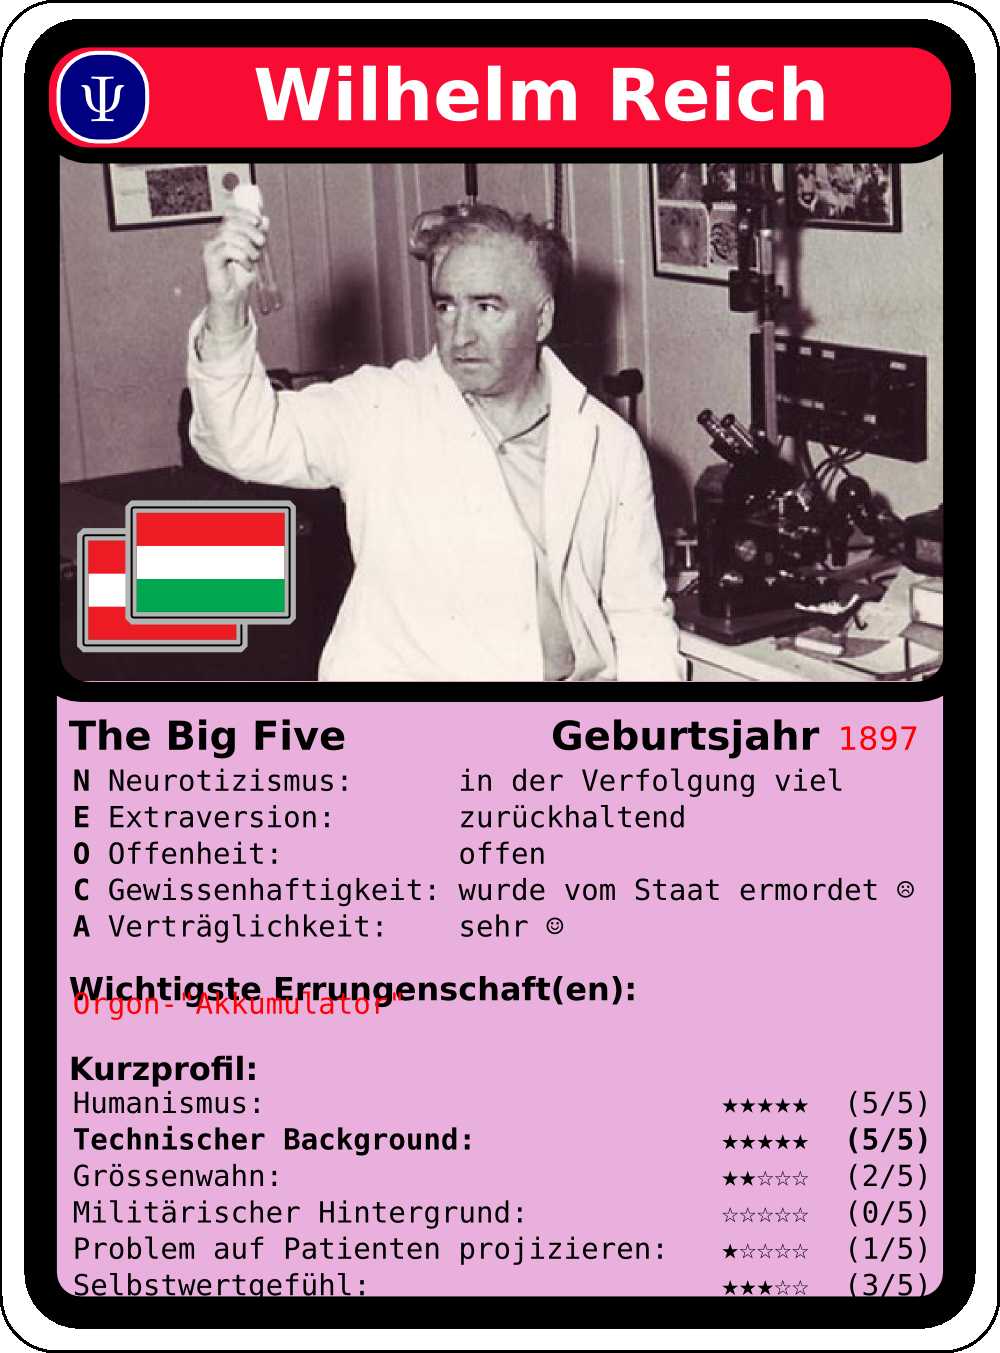 Ψ Wilhelm Reich
The Big Five Geburtsjahr 1897
N Neurotizismus: in der Verfolgung viel
E Extraversion: zurückhaltend
O Offenheit: offen
C Gewissenhaftigkeit: wurde vom Staat ermordet ☹
A Verträglichkeit: sehr ☺
Wichtigste Errungenschaft(en):
Orgon-"Akkumulator"
Kurzprofil:
Humanismus: ★★★★★ (5/5)
Technischer Background: ★★★★★ (5/5)
Grössenwahn: ★★☆☆☆ (2/5)
Militärischer Hintergrund: ☆☆☆☆☆ (0/5)
Problem auf Patienten projizieren: ★☆☆☆☆ (1/5)
Selbstwertgefühl: ★★★☆☆ (3/5)